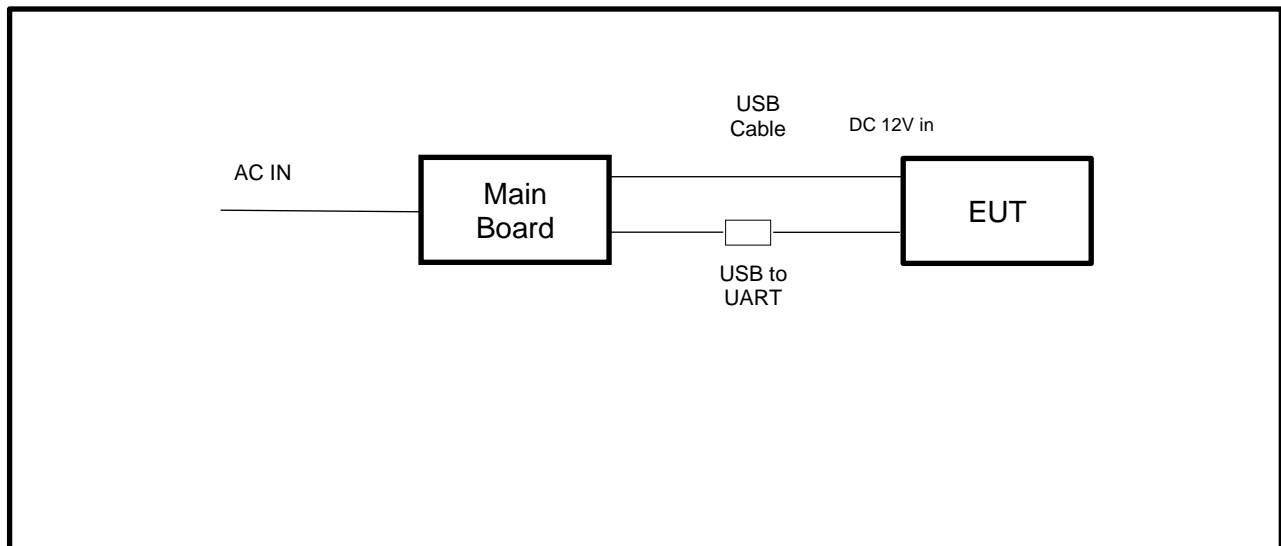 USB
Cable
DC 12V in
AC IN
Main
Board
EUT
USB to
UART